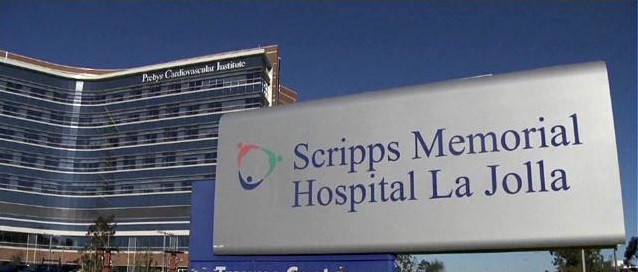 Prebys Cardiovascular Institute
Scripps Memorial
Hospital La Jolla